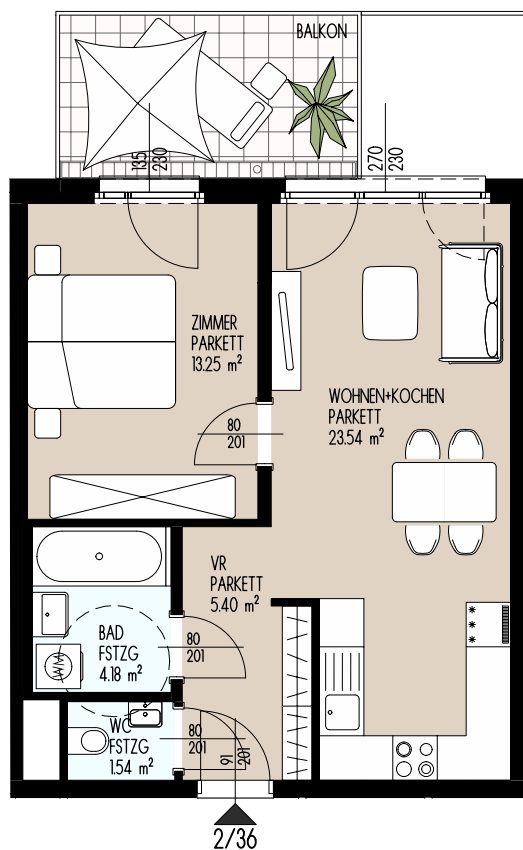 BALKON
135
230
270
230
ZIMMER
PARKETT
13.25 m²
WOHNEN+KOCHEN
PARKETT
23.54 m²
80
201
VR
PARKETT
5.40 m²
BAD
FSTZG
4.18 m²
80
201
WC
FSTZG
1.54 m²
80
201
91
201
2/36